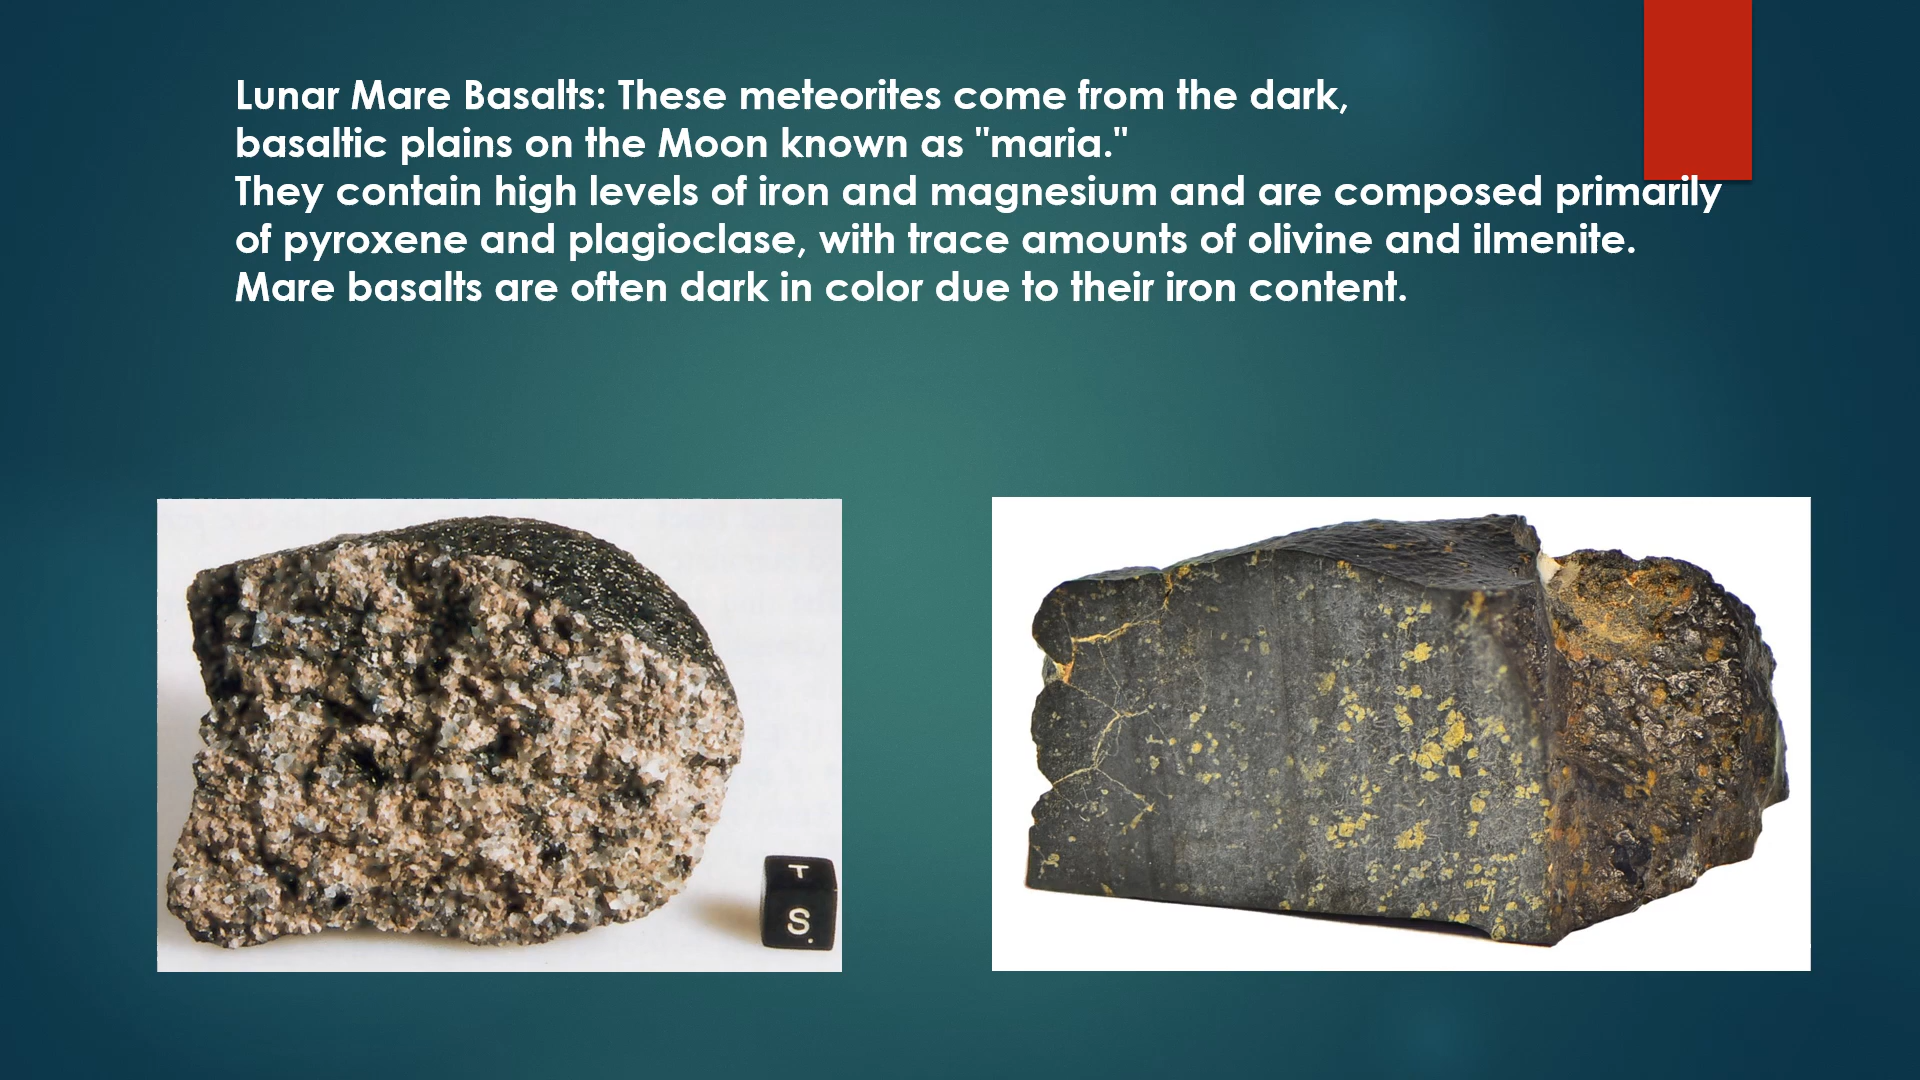 Lunar Mare Basalts: These meteorites come from the dark,
basaltic plains on the Moon known as "maria."
They contain high levels of iron and magnesium and are composed primarily
of pyroxene and plagioclase, with trace amounts of olivine and ilmenite.
Mare basalts are often dark in color due to their iron content.
T
S